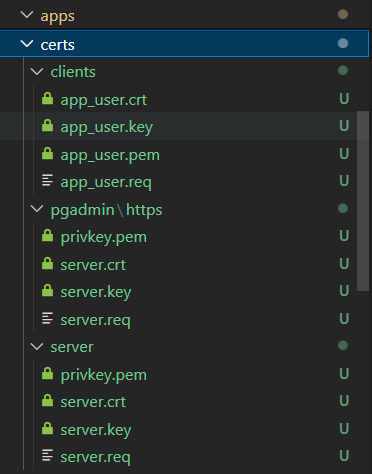 apps
certs
clients
app_user.crt U
app_user.key U
app_user.pem U
app_user.req U
pgadmin\https
privkey.pem U
server.crt U
server.key U
server.req U
server
privkey.pem U
server.crt U
server.key U
server.req U